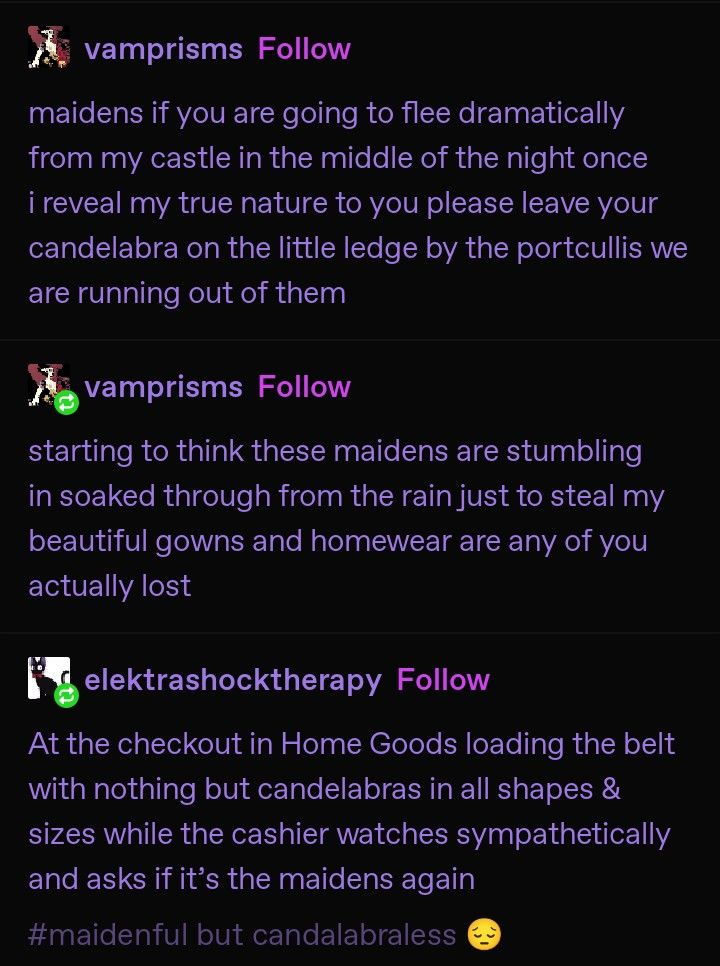 vamprisms Follow
maidens if you are going to flee dramatically
from my castle in the middle of the night once
i reveal my true nature to you please leave your
candelabra on the little ledge by the portcullis we
are running out of them
vamprisms Follow
starting to think these maidens are stumbling
in soaked through from the rain just to steal my
beautiful gowns and homewear are any of you
actually lost
elektrashocktherapy Follow
At the checkout in Home Goods loading the belt
with nothing but candelabras in all shapes &
sizes while the cashier watches sympathetically
and asks if it’s the maidens again
#maidenful but candalabraless 😔